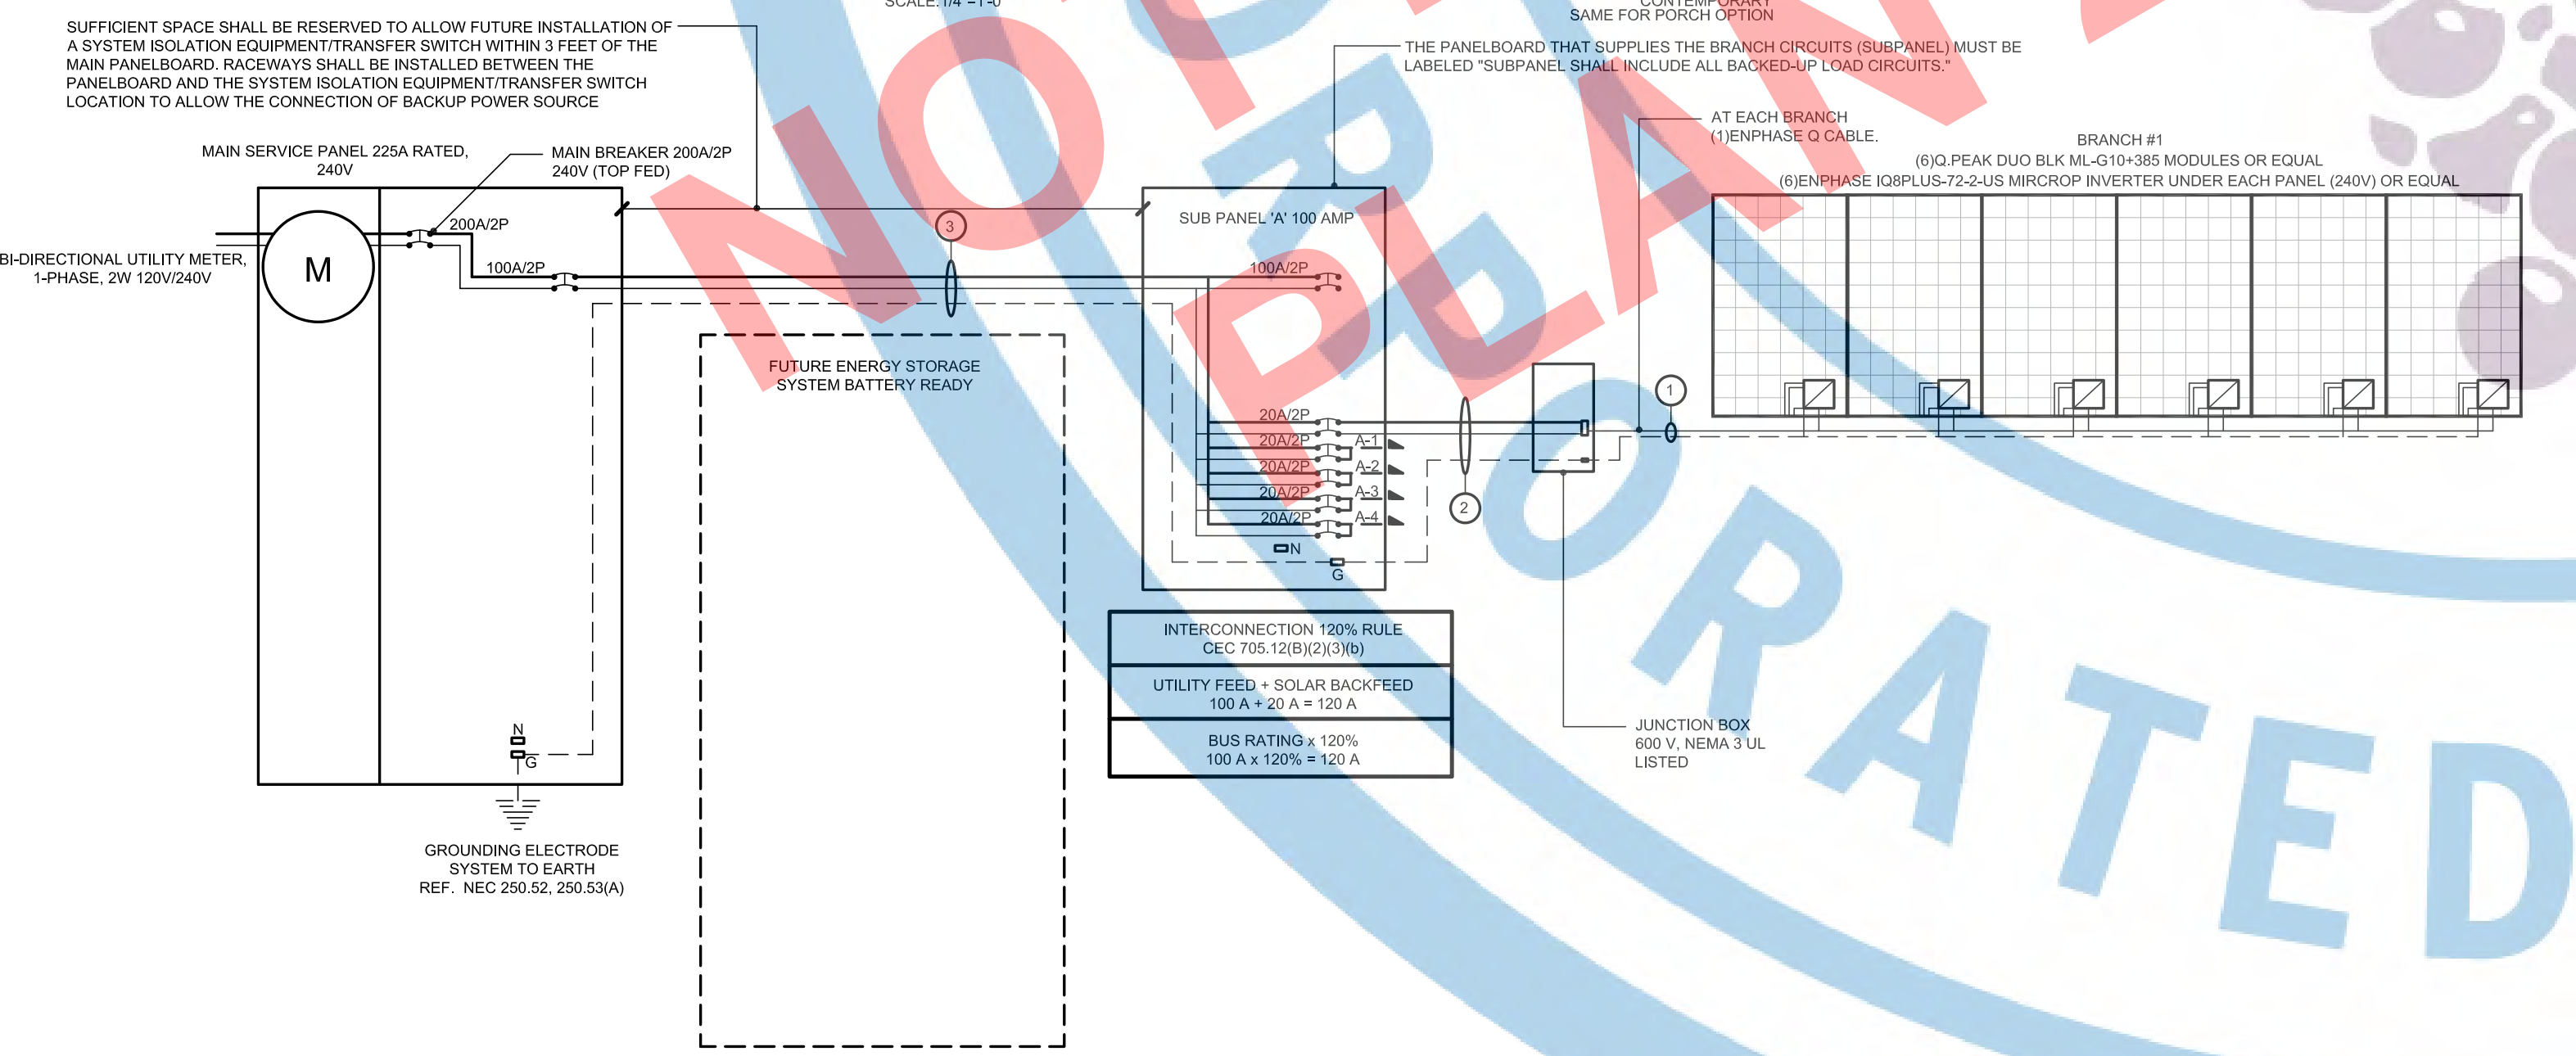 SCALE:1/4"=1'-0"
CONTEMPORARY
SAME FOR PORCH OPTION
SUFFICIENT SPACE SHALL BE RESERVED TO ALLOW FUTURE INSTALLATION OF
A SYSTEM ISOLATION EQUIPMENT/TRANSFER SWITCH WITHIN 3 FEET OF THE
MAIN PANELBOARD. RACEWAYS SHALL BE INSTALLED BETWEEN THE
PANELBOARD AND THE SYSTEM ISOLATION EQUIPMENT/TRANSFER SWITCH
LOCATION TO ALLOW THE CONNECTION OF BACKUP POWER SOURCE
THE PANELBOARD THAT SUPPLIES THE BRANCH CIRCUITS (SUBPANEL) MUST BE
LABELED "SUBPANEL SHALL INCLUDE ALL BACKED-UP LOAD CIRCUITS."
AT EACH BRANCH
(1)ENPHASE Q CABLE.
BRANCH #1
(6)Q.PEAK DUO BLK ML-G10+385 MODULES OR EQUAL
(6)ENPHASE IQ8PLUS-72-2-US MIRCROP INVERTER UNDER EACH PANEL (240V) OR EQUAL
MAIN SERVICE PANEL 225A RATED,
240V
MAIN BREAKER 200A/2P
240V (TOP FED)
200A/2P
BI-DIRECTIONAL UTILITY METER,
1-PHASE, 2W 120V/240V
M
100A/2P
3
SUB PANEL 'A' 100 AMP
100A/2P
FUTURE ENERGY STORAGE
SYSTEM BATTERY READY
20A/2P
20A/2P A-1
20A/2P A-2
20A/2P A-3
20A/2P A-4
N
G
1
2
INTERCONNECTION 120% RULE
CEC 705.12(B)(2)(3)(b)
UTILITY FEED + SOLAR BACKFEED
100 A + 20 A = 120 A
BUS RATING x 120%
100 A x 120% = 120 A
JUNCTION BOX
600 V, NEMA 3 UL
LISTED
N
G
GROUNDING ELECTRODE
SYSTEM TO EARTH
REF. NEC 250.52, 250.53(A)
NOT
PLAN
ORPORATED